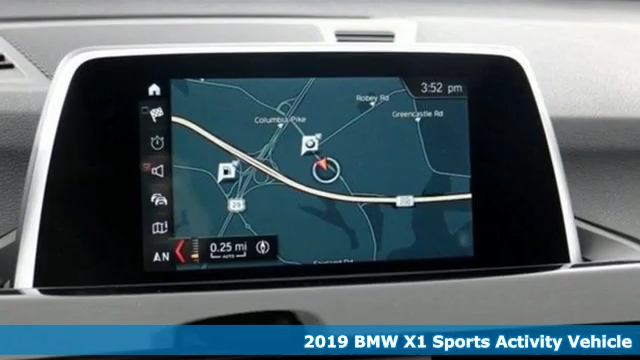 3:52 pm
Robey Rd
Columbia Pike
Greencastle Rd
29
N
0.25 mi
AUTO
2019 BMW X1 Sports Activity Vehicle